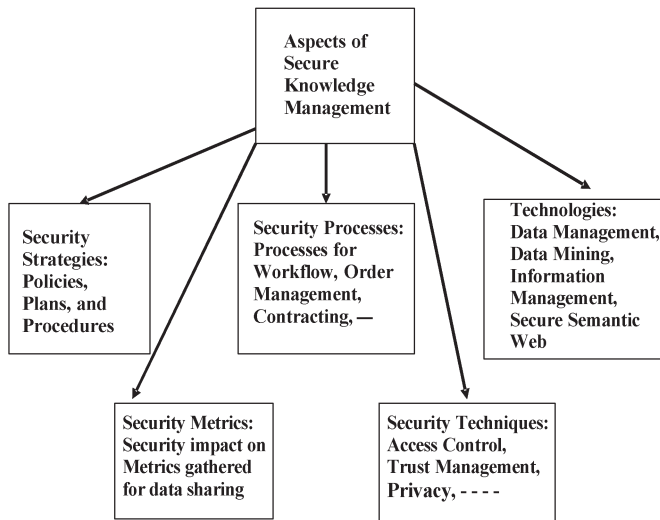 Aspects of
Secure
Knowledge
Management
Security
Strategies:
Policies,
Plans, and
Procedures
Security Processes:
Processes for
Workflow, Order
Management,
Contracting, —
Technologies:
Data Management,
Data Mining,
Information
Management,
Secure Semantic
Web
Security Metrics:
Security impact on
Metrics gathered
for data sharing
Security Techniques:
Access Control,
Trust Management,
Privacy, - - - -